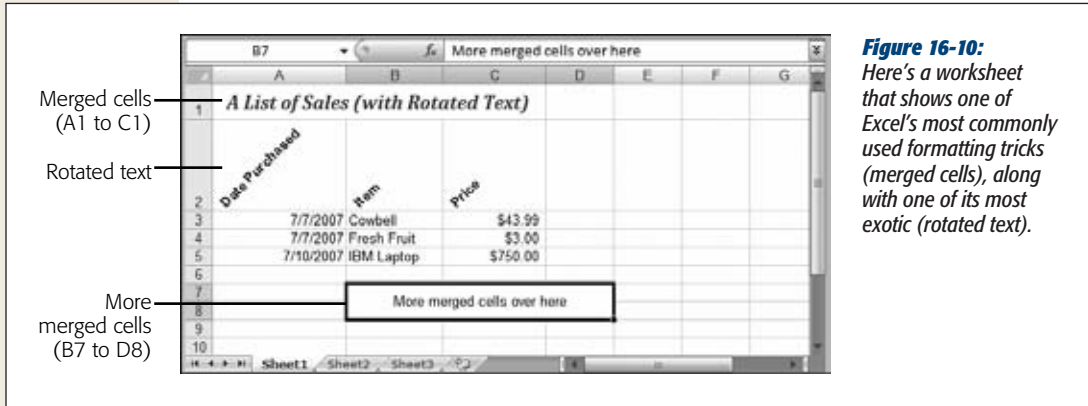 B7 fx More merged cells over here
A B C D E F G
Merged cells
(A1 to C1)
1 A List of Sales (with Rotated Text)
Rotated text
2 Date Purchased Item Price
3 7/7/2007 Cowbell $43.99
4 7/7/2007 Fresh Fruit $3.00
5 7/10/2007 IBM Laptop $750.00
6
More
merged cells
(B7 to D8)
7
More merged cells over here
8
9
10
Sheet1 Sheet2 Sheet3
Figure 16-10:
Here's a worksheet
that shows one of
Excel's most commonly
used formatting tricks
(merged cells), along
with one of its most
exotic (rotated text).